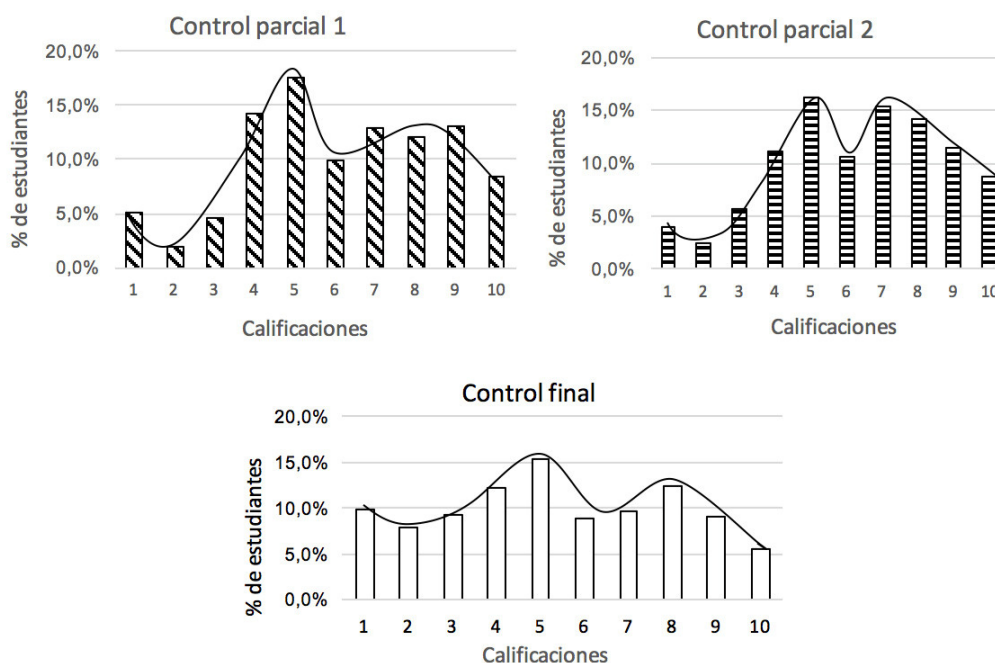 Control parcial 1
20,0%
15,0%
10,0%
5,0%
0,0%
% de estudiantes
1 2 3 4 5 6 7 8 9 10
Calificaciones
Control parcial 2
20,0%
15,0%
10,0%
5,0%
0,0%
% de estudiantes
1 2 3 4 5 6 7 8 9 10
Calificaciones
Control final
20,0%
15,0%
10,0%
5,0%
0,0%
% de estudiantes
1 2 3 4 5 6 7 8 9 10
Calificaciones